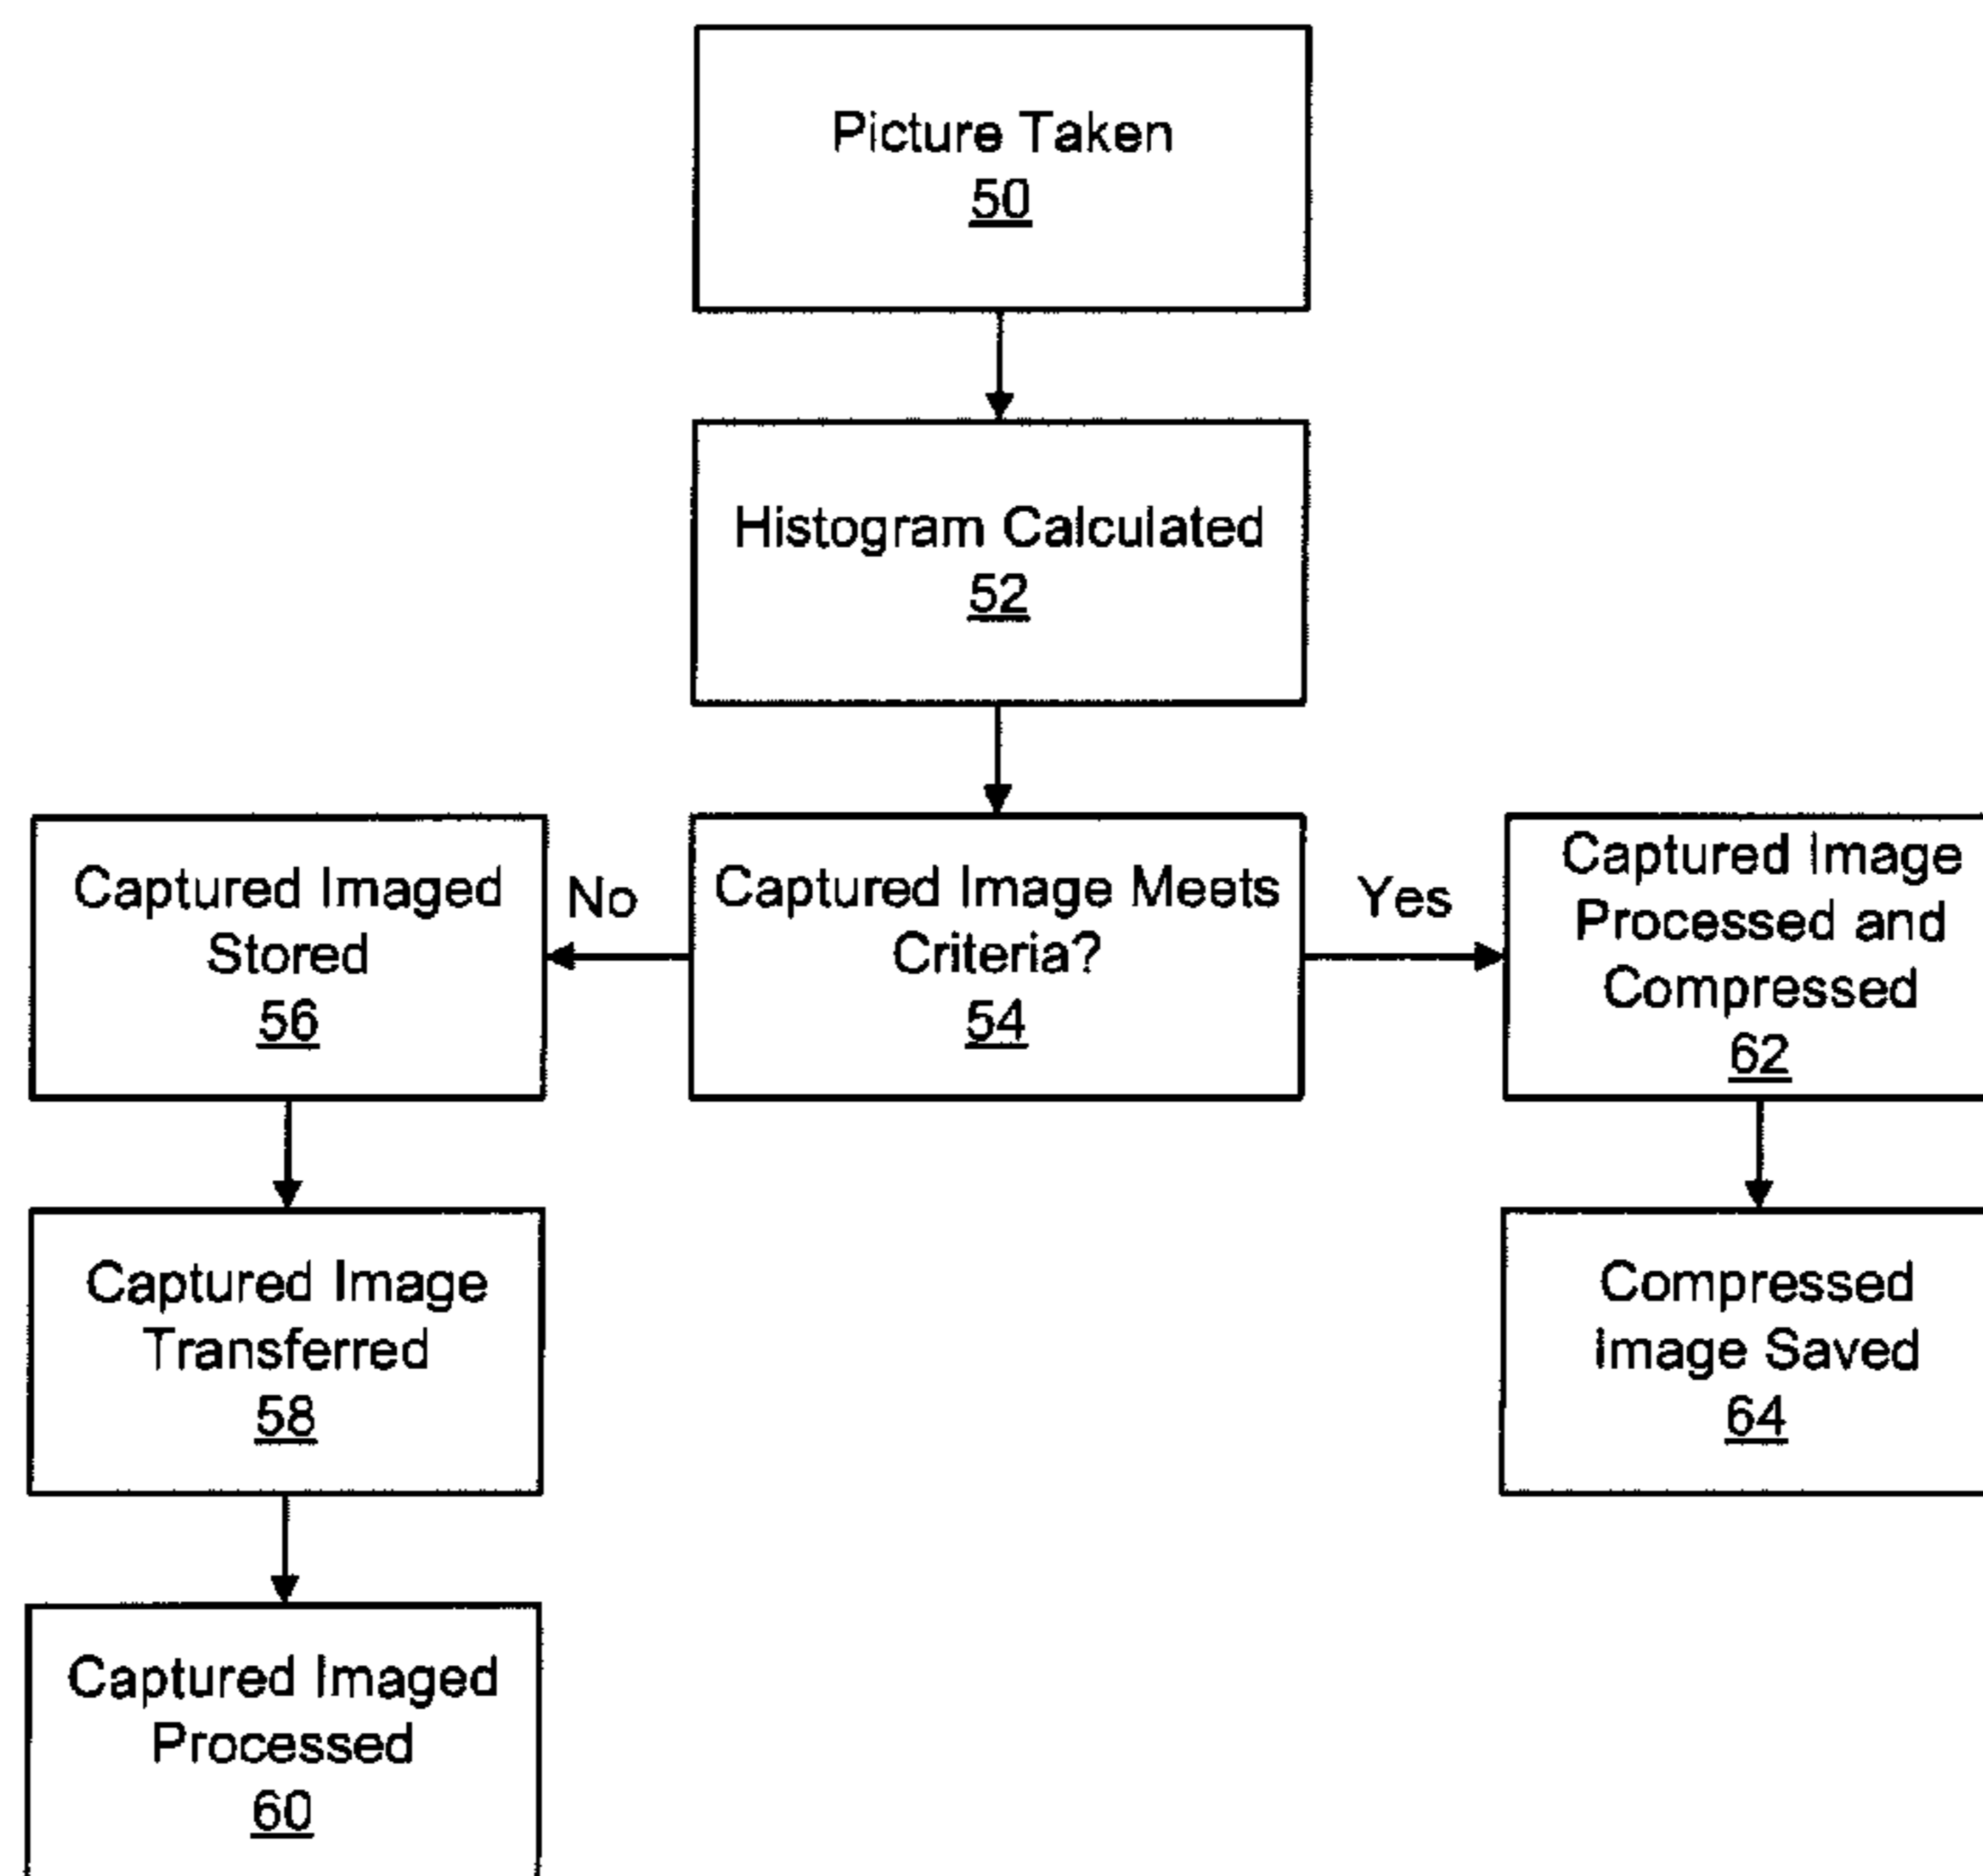 Picture Taken
50
Histogram Calculated
52
Captured Imaged
Stored
56
No
Captured Image Meets
Criteria?
54
Yes
Captured Image
Processed and
Compressed
62
Captured Image
Transferred
58
Compressed
Image Saved
64
Captured Imaged
Processed
60